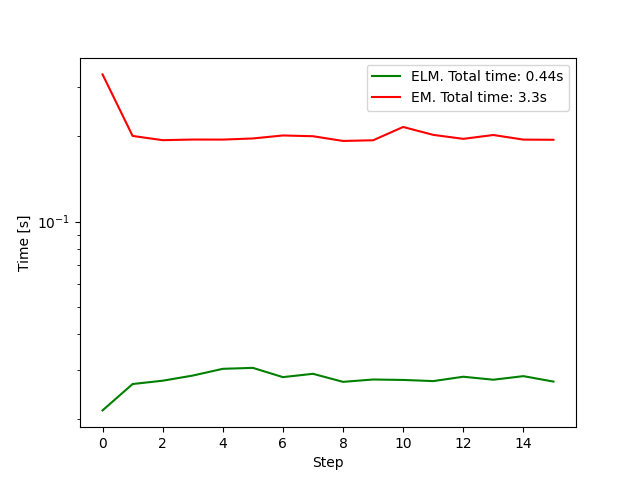 ELM. Total time: 0.44s
EM. Total time: 3.3s
Time [s]
10⁻¹
0 2 4 6 8 10 12 14
Step